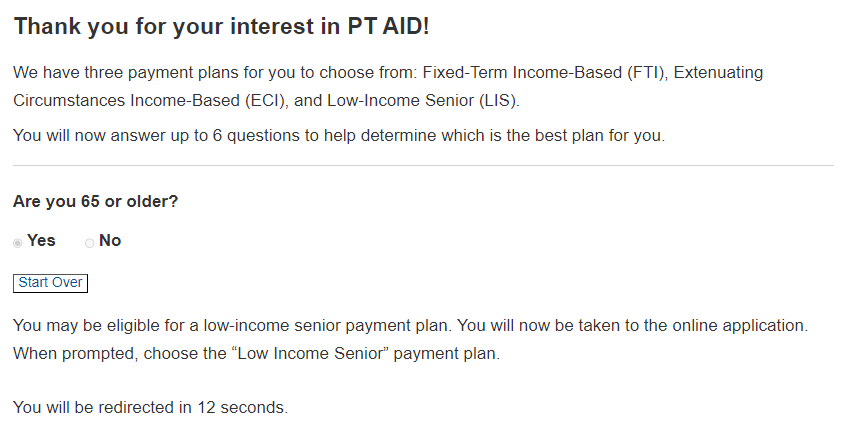 Thank you for your interest in PT AID!
We have three payment plans for you to choose from: Fixed-Term Income-Based (FTI), Extenuating
Circumstances Income-Based (ECI), and Low-Income Senior (LIS).
You will now answer up to 6 questions to help determine which is the best plan for you.
Are you 65 or older?
Yes No
Start Over
You may be eligible for a low-income senior payment plan. You will now be taken to the online application.
When prompted, choose the “Low Income Senior” payment plan.
You will be redirected in 12 seconds.